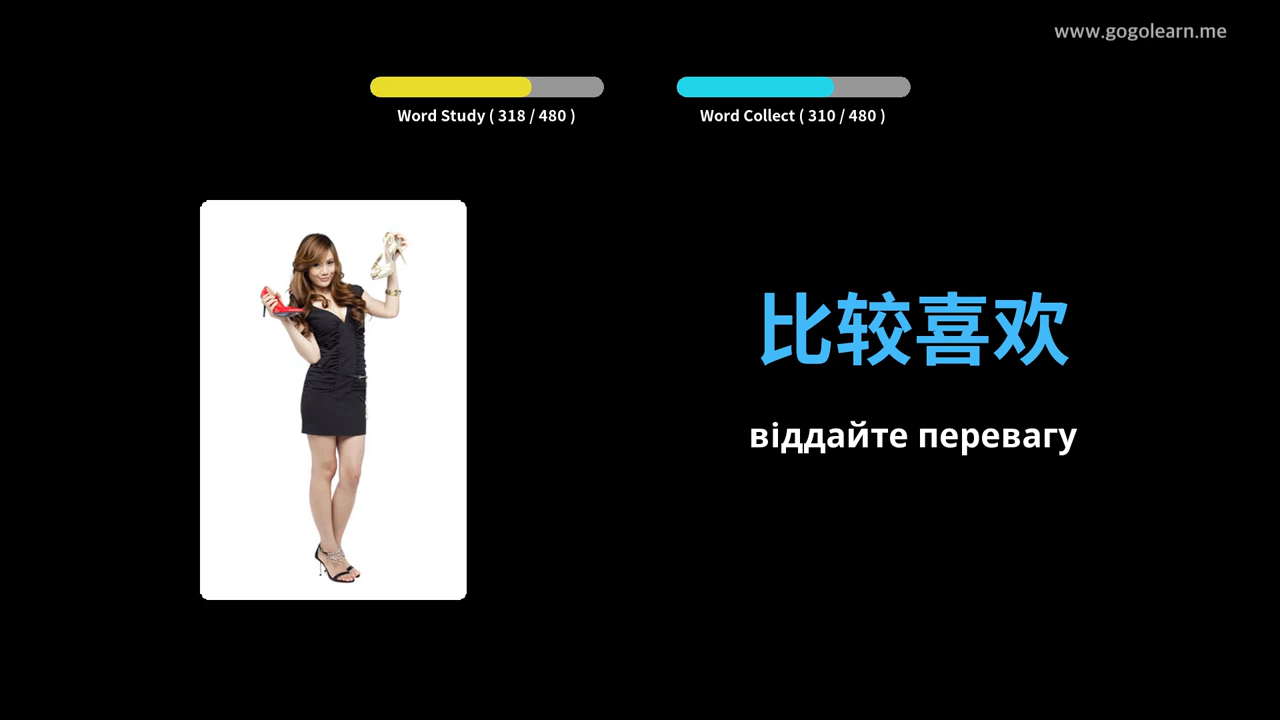 www.gogolearn.me
Word Study ( 318 / 480 )
Word Collect ( 310 / 480 )
比较喜欢
віддайте перевагу